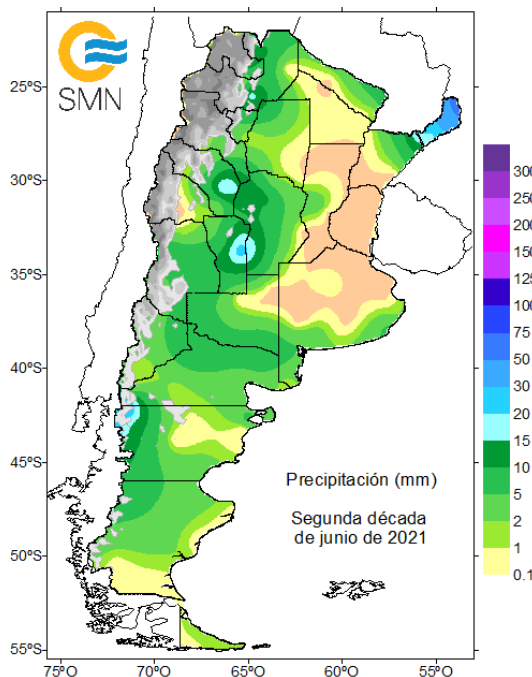 SMN
25ºS
30ºS
35ºS
40ºS
45ºS
50ºS
55ºS
75ºO
70ºO
65ºO
60ºO
55ºO
Precipitación (mm)
Segunda década
de junio de 2021
300
250
200
150
125
100
75
50
30
20
15
10
5
2
1
0.1